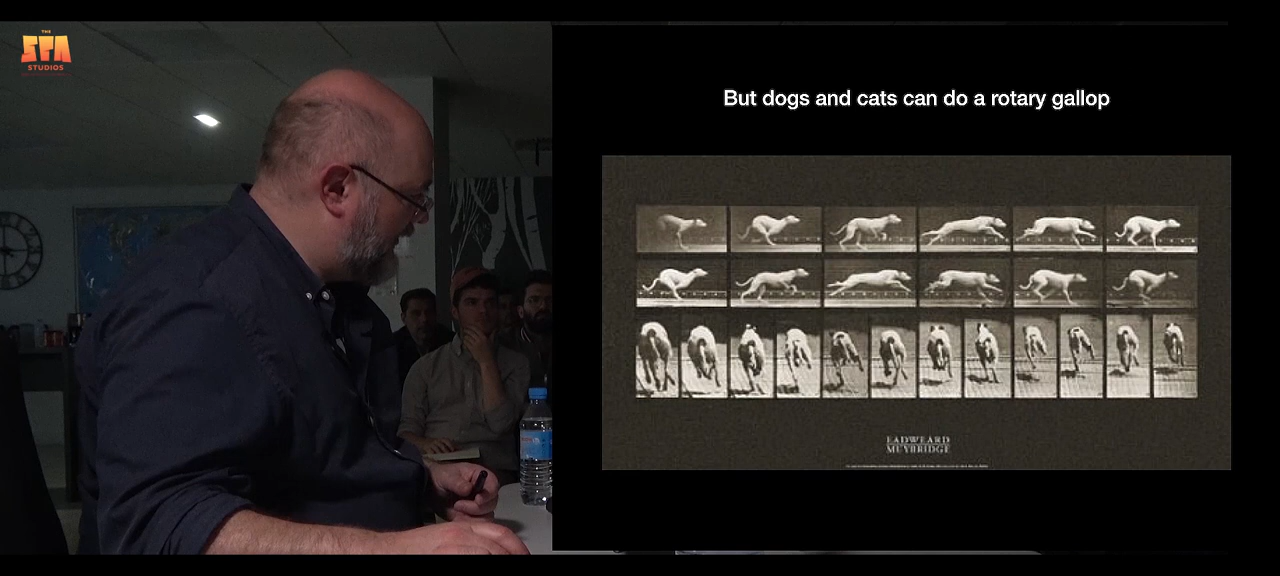 THE
SPA
STUDIOS
But dogs and cats can do a rotary gallop
EADWEARD
MUYBRIDGE